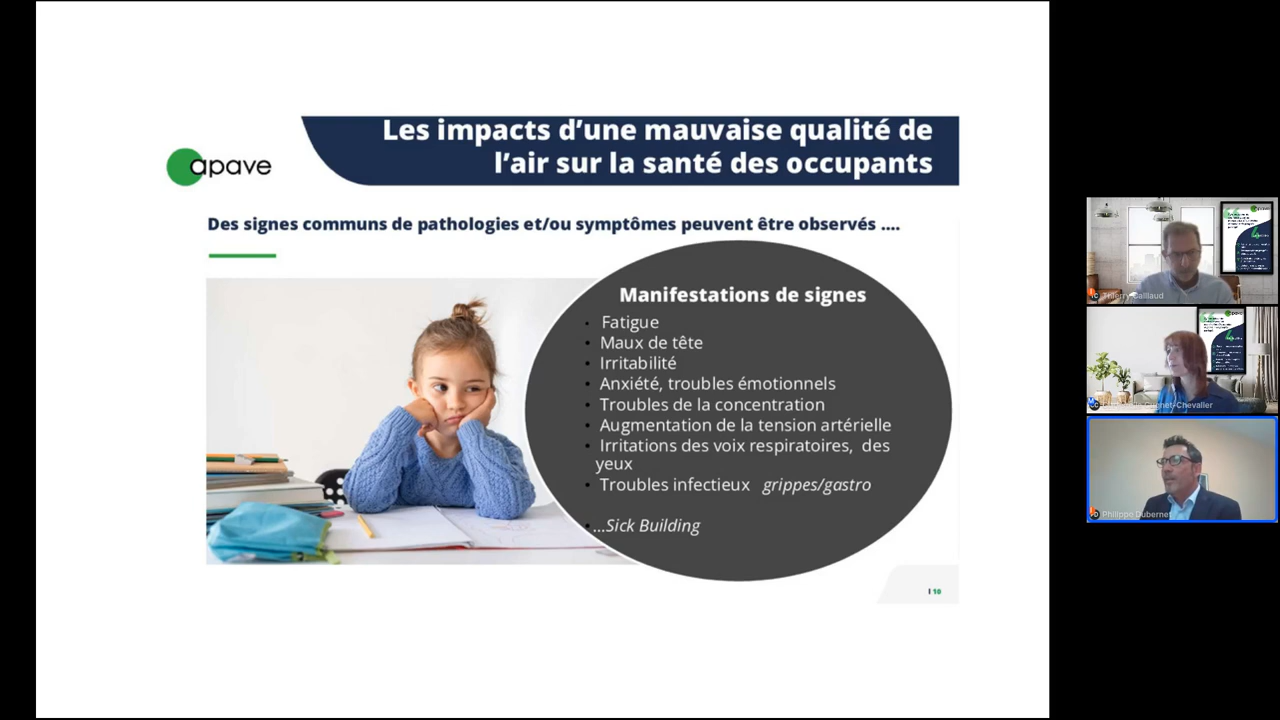 Les impacts d'une mauvaise qualité de
l'air sur la santé des occupants
apave
Des signes communs de pathologies et/ou symptômes peuvent être observés ....
Manifestations de signes
• Fatigue
• Maux de tête
• Irritabilité
• Anxiété, troubles émotionnels
• Troubles de la concentration
• Augmentation de la tension artérielle
• Irritations des voix respiratoires, des
yeux
• Troubles infectieux grippes/gastro
• ...Sick Building
I 10
Thierry
Philippe Dubernet